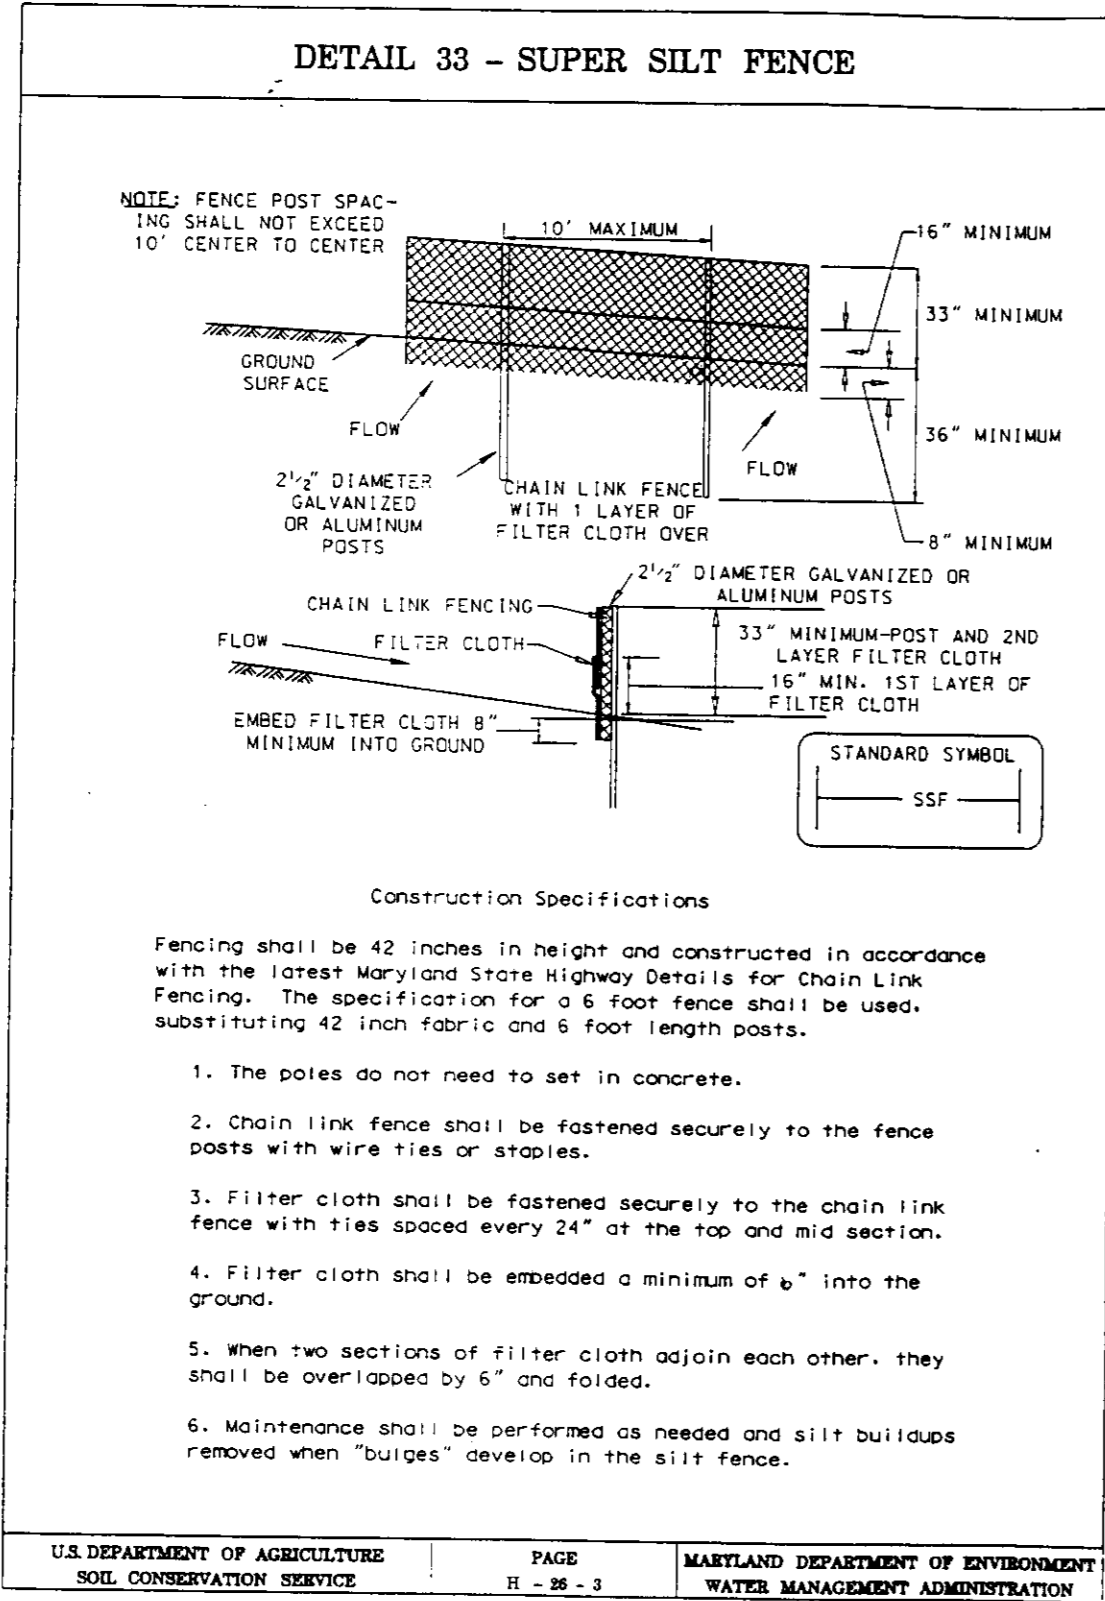 DETAIL 33 - SUPER SILT FENCE
NOTE: FENCE POST SPAC-
ING SHALL NOT EXCEED
10' CENTER TO CENTER
10' MAXIMUM
16" MINIMUM
33" MINIMUM
GROUND
SURFACE
FLOW
36" MINIMUM
FLOW
2 1/2" DIAMETER
GALVANIZED
OR ALUMINUM
POSTS
CHAIN LINK FENCE
WITH 1 LAYER OF
FILTER CLOTH OVER
8" MINIMUM
2 1/2" DIAMETER GALVANIZED OR
ALUMINUM POSTS
CHAIN LINK FENCING
FLOW
FILTER CLOTH
33" MINIMUM-POST AND 2ND
LAYER FILTER CLOTH
16" MIN. 1ST LAYER OF
FILTER CLOTH
EMBED FILTER CLOTH 8"
MINIMUM INTO GROUND
STANDARD SYMBOL
SSF
Construction Specifications
Fencing shall be 42 inches in height and constructed in accordance
with the latest Maryland State Highway Details for Chain Link
Fencing. The specification for a 6 foot fence shall be used.
substituting 42 inch fabric and 6 foot length posts.
1. The poles do not need to set in concrete.
2. Chain link fence shall be fastened securely to the fence
posts with wire ties or staples.
3. Filter cloth shall be fastened securely to the chain link
fence with ties spaced every 24" at the top and mid section.
4. Filter cloth shall be embedded a minimum of into the
ground.
5. When two sections of filter cloth adjoin each other. they
shall be overlapped by 6" and folded.
6. Maintenance shall be performed as needed and silt buildups
removed when "bulges" develop in the silt fence.
U.S. DEPARTMENT OF AGRICULTURE
SOIL CONSERVATION SERVICE
PAGE
H - 26 - 3
MARYLAND DEPARTMENT OF ENVIRONMENT
WATER MANAGEMENT ADMINISTRATION